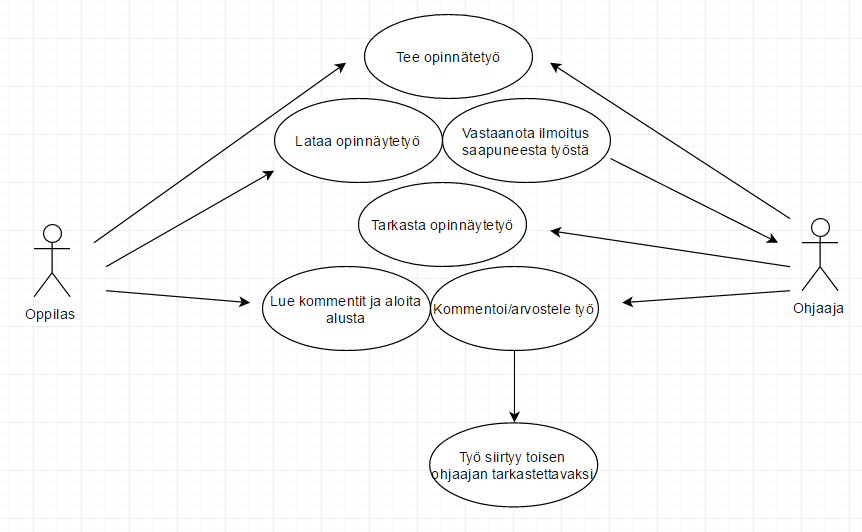 Tee opinnätetyö
Lataa opinnäytetyö
Vastaanota ilmoitus
saapuneesta työstä
Tarkasta opinnäytetyö
Oppilas
Ohjaaja
Lue kommentit ja aloita
alusta
Kommentoi/arvostele työ
Työ siirtyy toisen
ohjaajan tarkastettavaksi